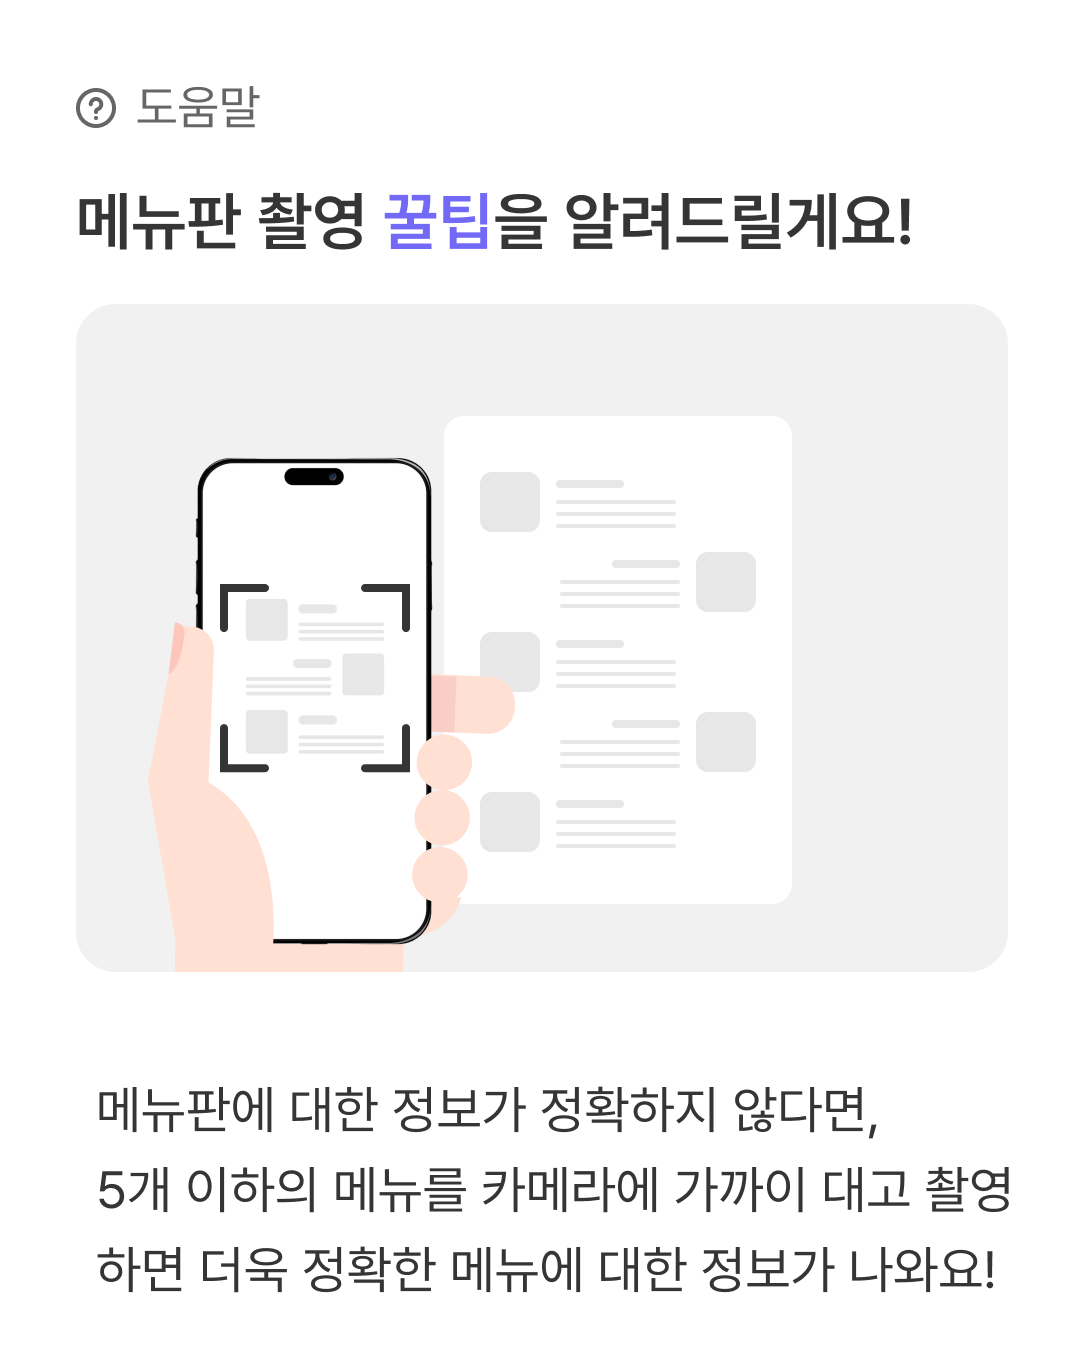 도움말
메뉴판 촬영 꿀팁을 알려드릴게요!
메뉴판에 대한 정보가 정확하지 않다면,
5개 이하의 메뉴를 카메라에 가까이 대고 촬영
하면 더욱 정확한 메뉴에 대한 정보가 나와요!